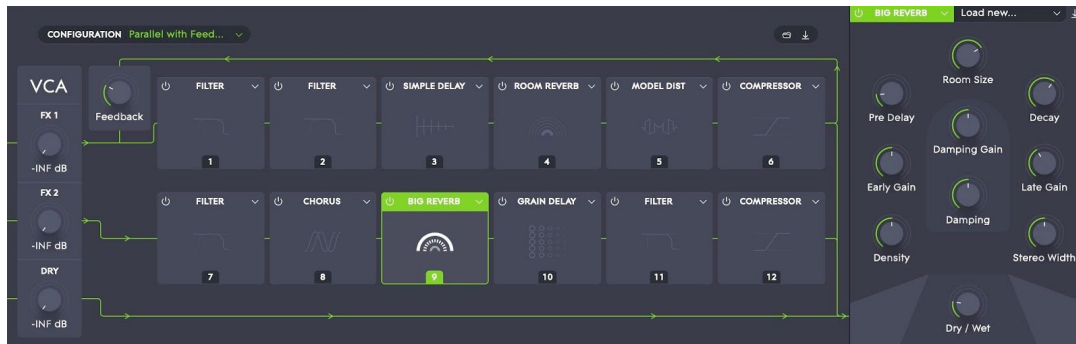 CONFIGURATION Parallel with Feed...
VCA
FX 1
-INF dB
FX 2
-INF dB
DRY
-INF dB
Feedback
FILTER
1
FILTER
2
SIMPLE DELAY
3
ROOM REVERB
4
MODEL DIST
5
COMPRESSOR
6
FILTER
7
CHORUS
8
BIG REVERB
9
GRAIN DELAY
10
FILTER
11
COMPRESSOR
12
BIG REVERB
Load new...
Room Size
Pre Delay
Decay
Damping Gain
Early Gain
Late Gain
Damping
Density
Stereo Width
Dry / Wet